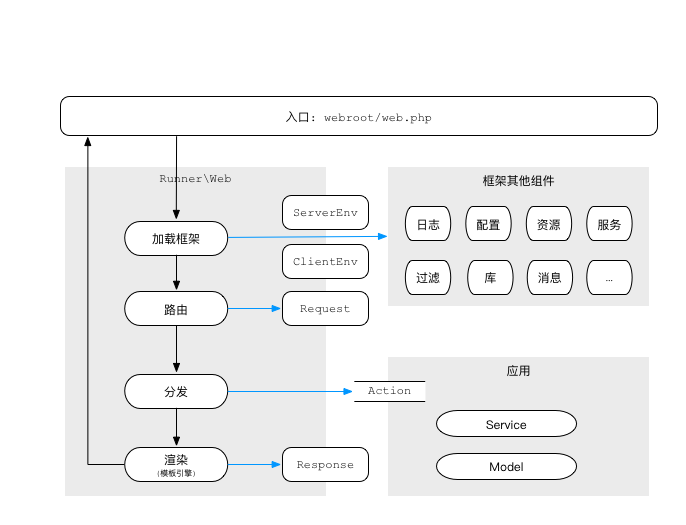 入口: webroot/web.php
Runner\Web
ServerEnv
加载框架
ClientEnv
路由
Request
分发
Action
渲染
(模板引擎)
Response
框架其他组件
日志
配置
资源
服务
过滤
库
消息
…
应用
Service
Model